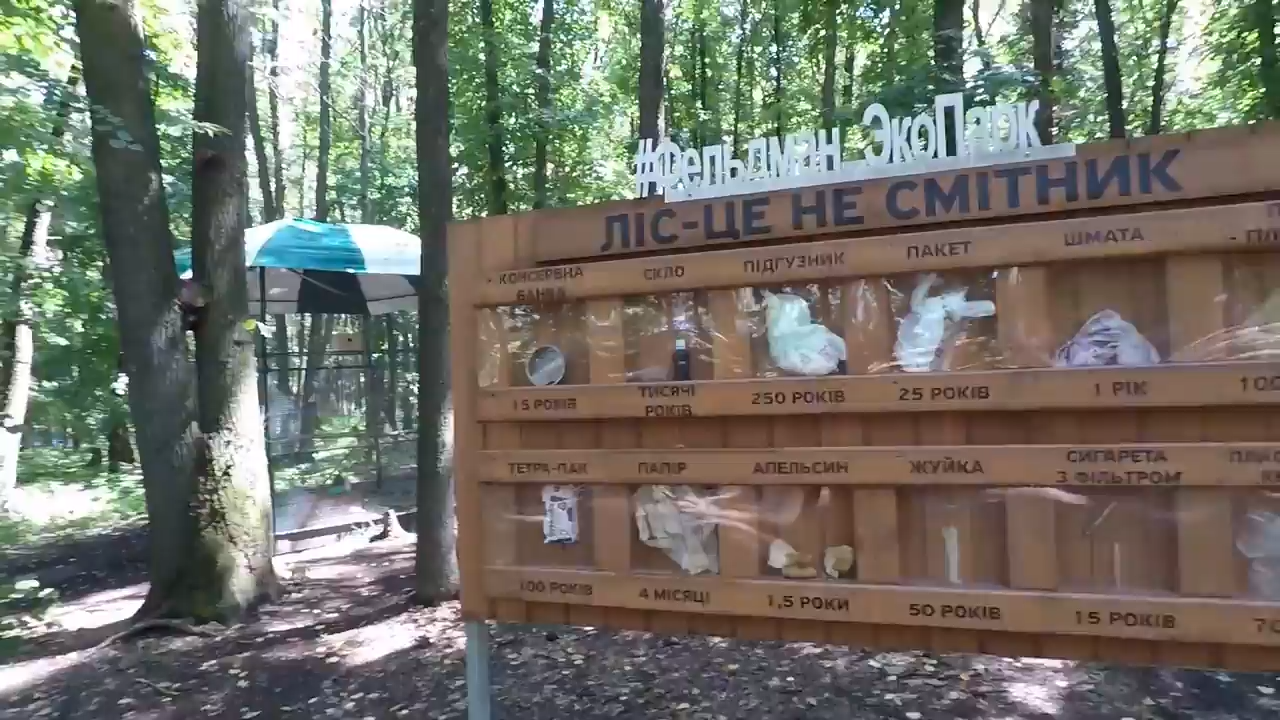 #Фельдман_ЭкоПарк
ЛІС-ЦЕ НЕ СМІТНИК
КОНСЕРВНА БАНКА
СКЛО
ПІДГУЗНИК
ПАКЕТ
ШМАТА
15 РОКІВ
ТИСЯЧІ РОКІВ
250 РОКІВ
25 РОКІВ
1 РІК
ТЕТРА-ПАК
ПАПІР
АПЕЛЬСИН
ЖУЙКА
СИГАРЕТА З ФІЛЬТРОМ
100 РОКІВ
4 МІСЯЦІ
1,5 РОКИ
50 РОКІВ
15 РОКІВ